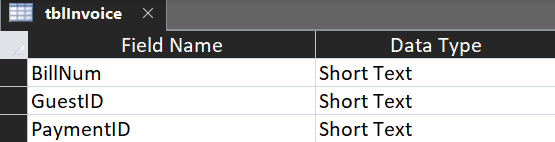 tblInvoice
Field Name Data Type
BillNum Short Text
GuestID Short Text
PaymentID Short Text